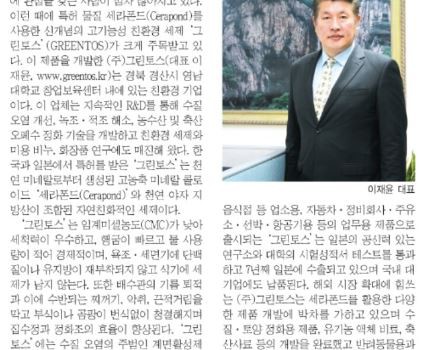 이런 때에 특허 물질 세라폰드(Cerapond)를
사용한 신개념의 고기능성 친환경 세제 '그
린토스'(GREENTOS)가 크게 주목받고 있
다. 이 제품을 개발한 (주)그린토스(대표 이
재윤, www.greentos.kr)는 경북 경산시 영남
대학교 창업보육센터 내에 있는 친환경 기업
이다. 이 업체는 지속적인 R&D를 통해 수질
오염 개선, 녹조·적조 해소, 농수산 및 축산
오폐수 정화 기술을 개발하고 친환경 세제와
미용 비누, 화장품 연구에도 매진해 왔다. 한
국과 일본에서 특허를 받은 '그린토스'는 천
연 미네랄로부터 생성된 고농축 미네랄 콜로
이드 '세라폰드(Cerapond)'와 천연 야자 지
방산이 조합된 자연친화적인 세제이다.
'그린토스'는 임계미셀농도(CMC)가 낮아
세척력이 우수하고, 헹굼이 빠르고 물 사용
량이 적어 경제적이며, 욕조·세면기에 단백
질이나 유지방이 재부착되지 않고 식기에 세
제가 남지 않는다. 또한 배수관의 기름 퇴적
과 이에 수반되는 찌꺼기, 악취, 끈적거림을
막고 부식이나 곰팡이 번식없이 청결해지며
집수정과 정화조의 효율이 향상된다. '그린
토스'에는 수질 오염의 주범인 계면활성제
이재윤 대표
음식점 등 업소용, 자동차·정비회사·주유
소·선박·항공기용 등의 업무용 제품으로
출시되는 '그린토스'는 일본의 공신력 있는
연구소와 대학의 시험성적서 테스트를 통과
하고 7년째 일본에 수출되고 있으며 국내 대
기업에도 납품된다. 해외 시장 확대에 힘쓰
는 (주)그린토스는 세라폰드를 활용한 다양
한 제품 개발에 박차를 가하고 있으며 수
질·토양 정화용 제품, 유기농 액체 비료, 축
산사료 등의 개발을 완료했고 반려동물용과